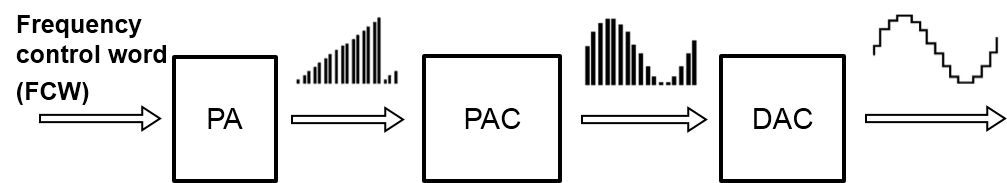 Frequency
control word
(FCW)
PA
PAC
DAC